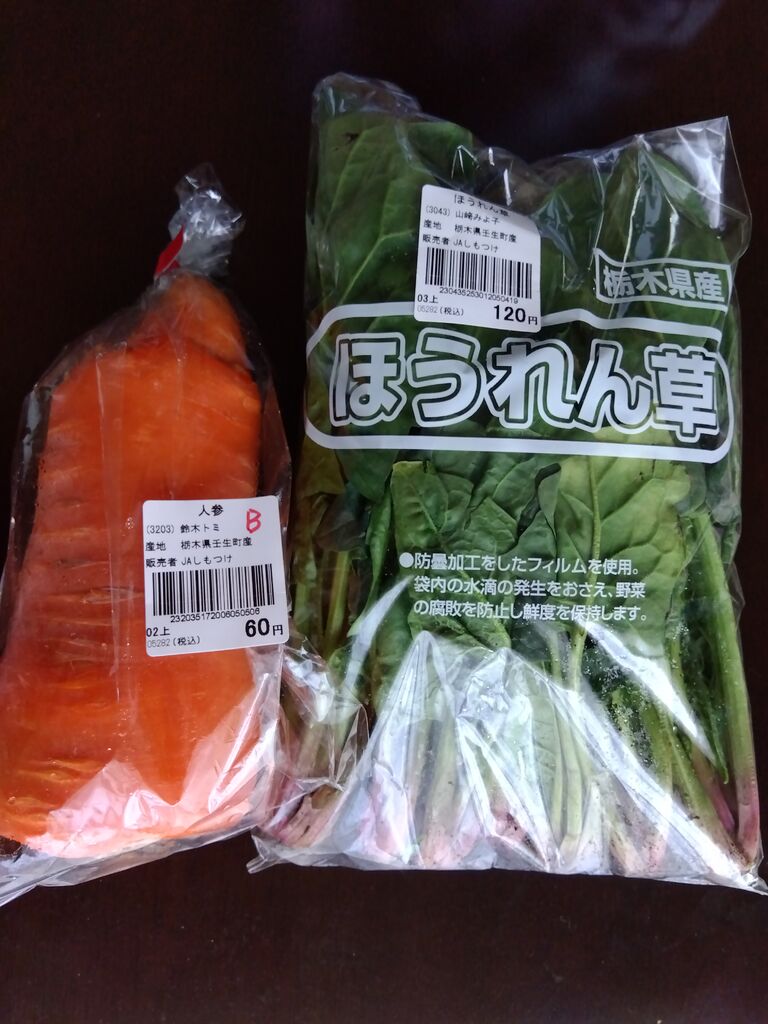 人参
(3203) 鈴木トミ
B
産地 栃木県壬生町産
販売者 JAしもつけ
2320351720060​50506
02上
05282(税込) 60円
ほうれん草
(3043) 山崎みよ子
産地 栃木県壬生町産
販売者 JAしもつけ
230435253012050419
03上
05282(税込) 120円
栃木県産
ほうれん草
●防曇加工をしたフィルムを使用。
袋内の水滴の発生をおさえ、野菜
の腐敗を防止し鮮度を保持します。